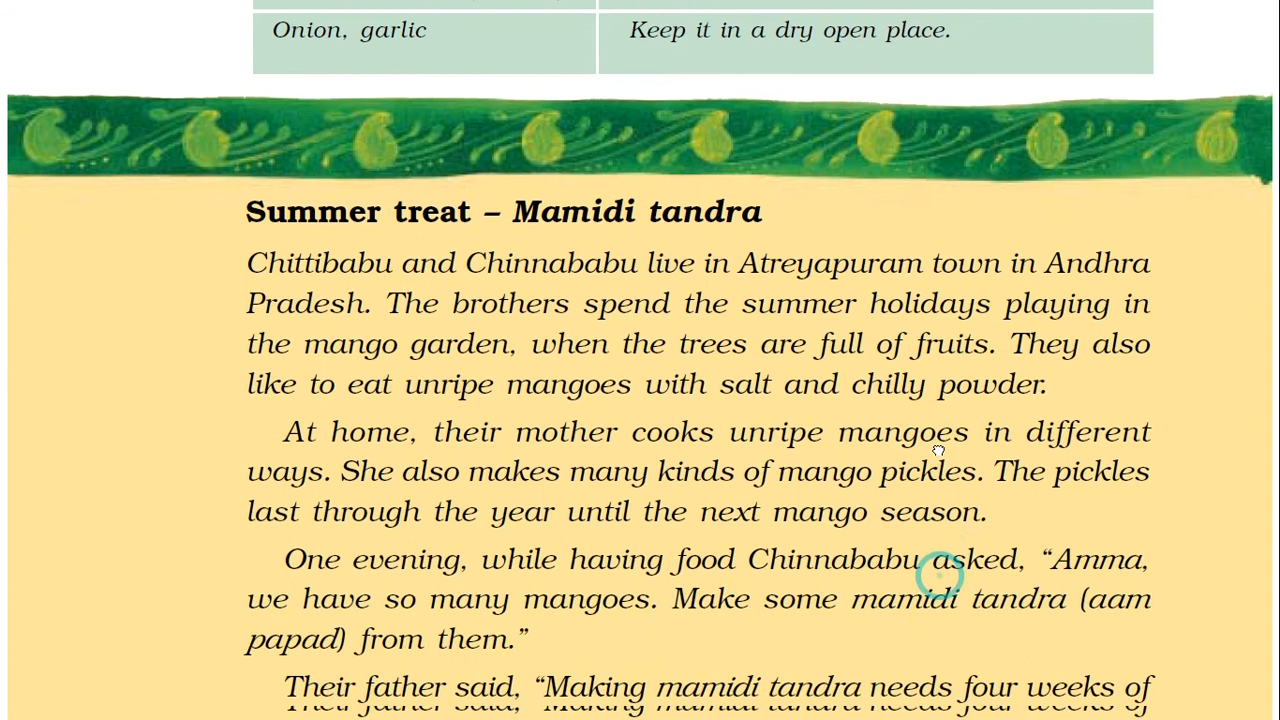 Onion, garlic
Keep it in a dry open place.
Summer treat – Mamidi tandra
Chittibabu and Chinnababu live in Atreyapuram town in Andhra
Pradesh. The brothers spend the summer holidays playing in
the mango garden, when the trees are full of fruits. They also
like to eat unripe mangoes with salt and chilly powder.
At home, their mother cooks unripe mangoes in different
ways. She also makes many kinds of mango pickles. The pickles
last through the year until the next mango season.
One evening, while having food Chinnababu asked, “Amma,
we have so many mangoes. Make some mamidi tandra (aam
papad) from them.”
Their father said, “Making mamidi tandra needs four weeks of